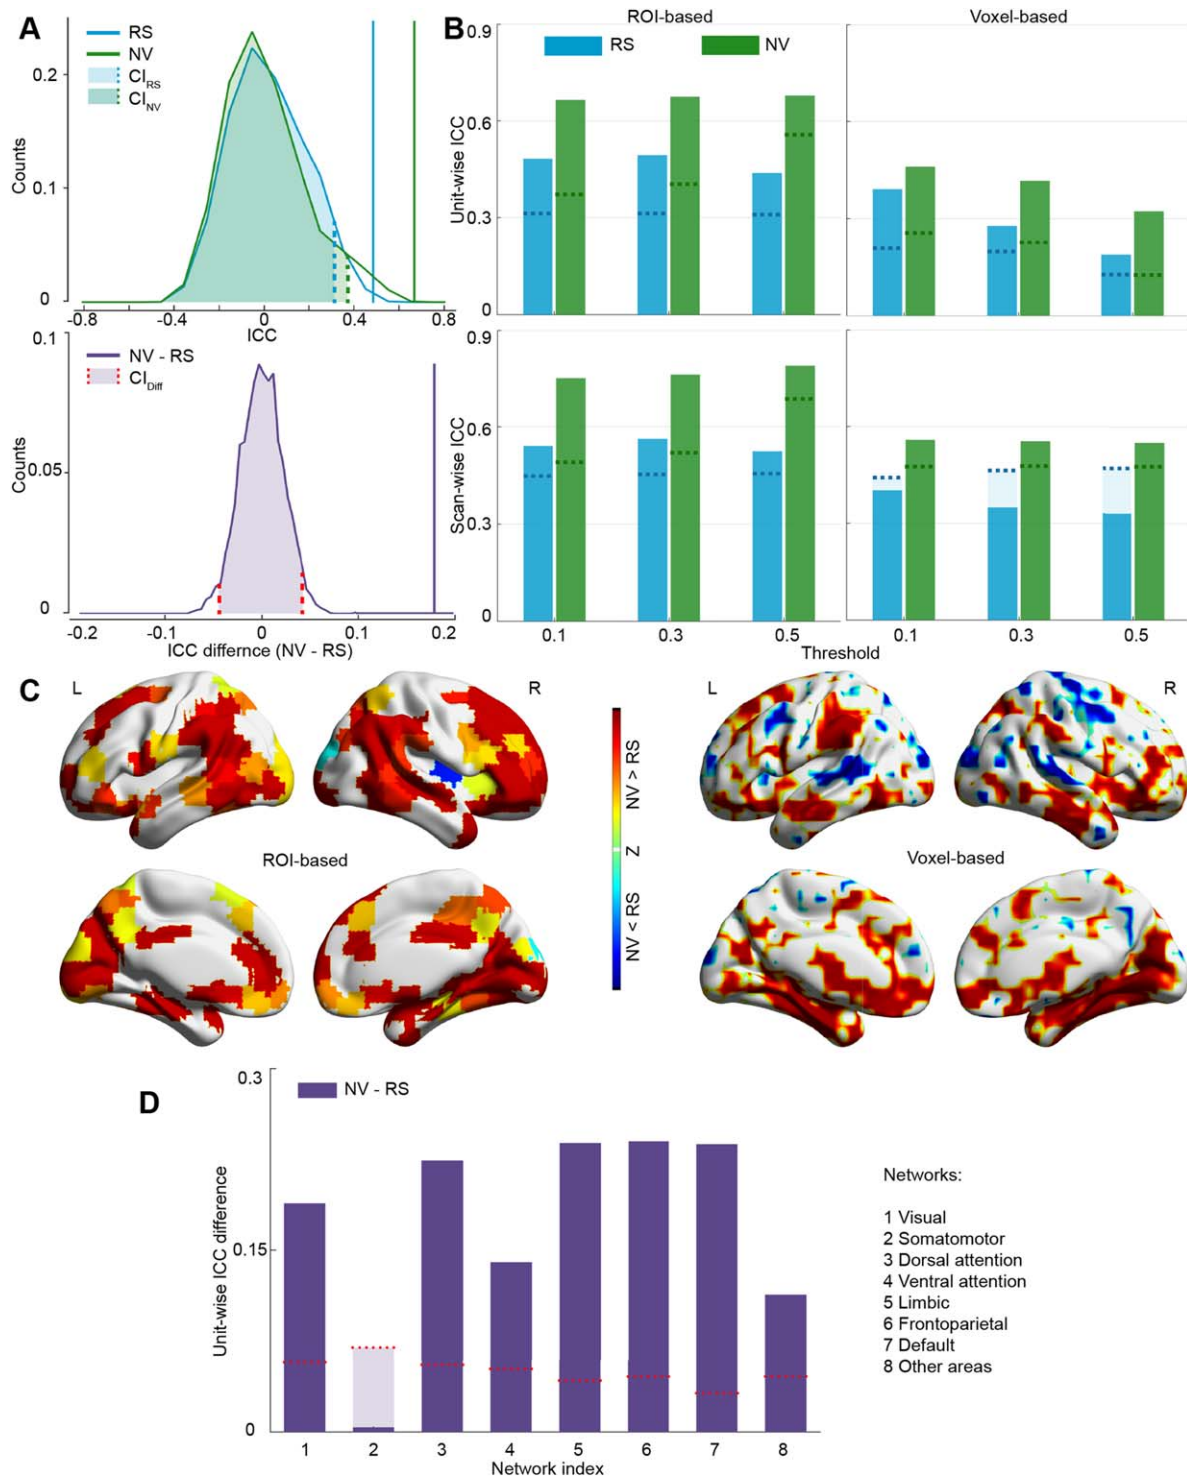 A
RS
NV
CI RS
CI NV
Counts
0.2
0.1
0
-0.8
-0.4
0
0.4
0.8
ICC
NV - RS
CI Diff
Counts
0.1
0.05
0
-0.2
-0.1
0
0.1
0.2
ICC differnce (NV - RS)
B
ROI-based
Voxel-based
RS
NV
Unit-wise ICC
0.9
0.6
0.3
0
Scan-wise ICC
0.9
0.6
0.3
0
0.1
0.3
0.5
0.1
0.3
0.5
Threshold
C
L
R
ROI-based
NV > RS
Z
NV < RS
L
R
Voxel-based
D
NV - RS
Unit-wise ICC difference
0.3
0.15
0
1
2
3
4
5
6
7
8
Network index
Networks:
1 Visual
2 Somatomotor
3 Dorsal attention
4 Ventral attention
5 Limbic
6 Frontoparietal
7 Default
8 Other areas